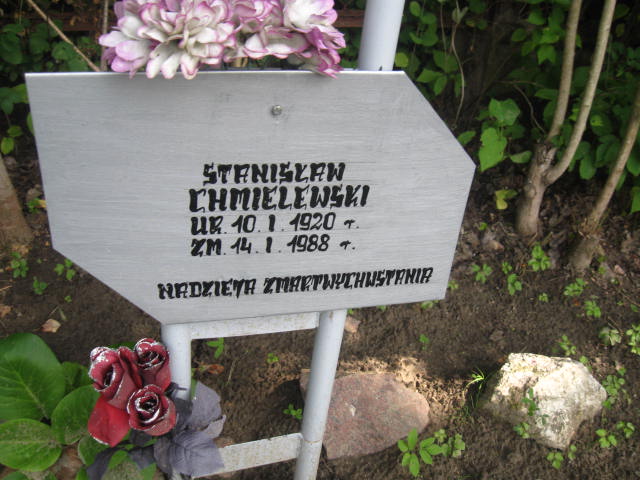 STANISŁAW
CHMIELEWSKI
UR. 10. I. 1920 r.
ZM. 14. I. 1988 r.
NADZIEJA ZMARTWYCHWSTANIA